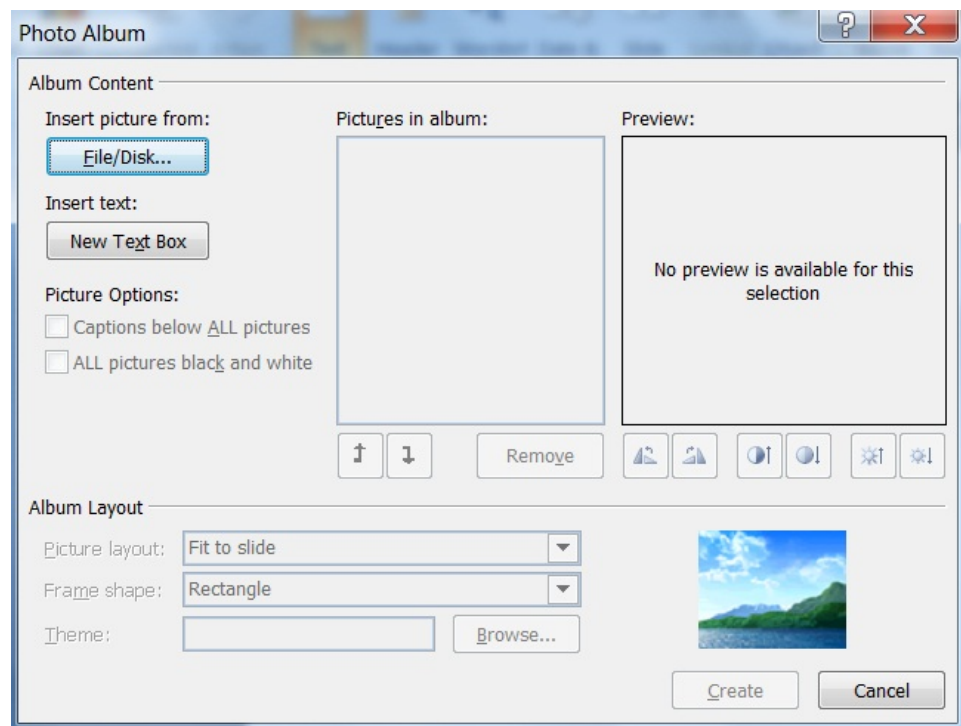 Photo Album
Album Content
Insert picture from:
File/Disk...
Insert text:
New Text Box
Picture Options:
Captions below ALL pictures
ALL pictures black and white
Pictures in album:
Remove
Preview:
No preview is available for this
selection
Album Layout
Picture layout: Fit to slide
Frame shape: Rectangle
Theme: Browse...
Create Cancel